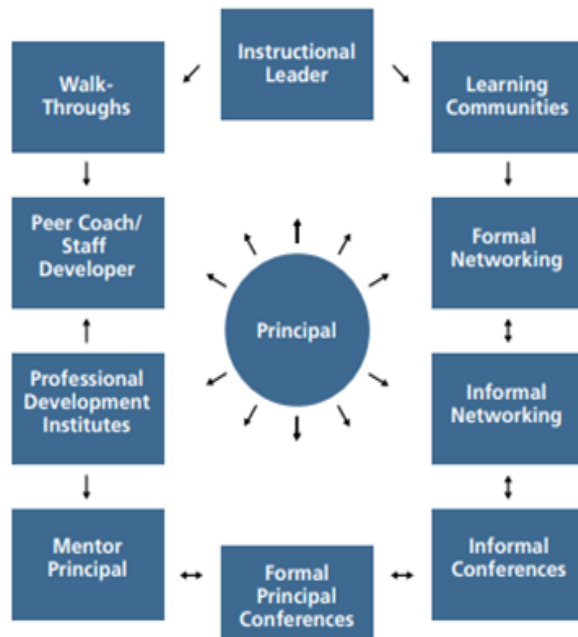 Instructional
Leader
Walk-
Throughs
Learning
Communities
Peer Coach/
Staff
Developer
Formal
Networking
Principal
Professional
Development
Institutes
Informal
Networking
Mentor
Principal
Formal
Principal
Conferences
Informal
Conferences